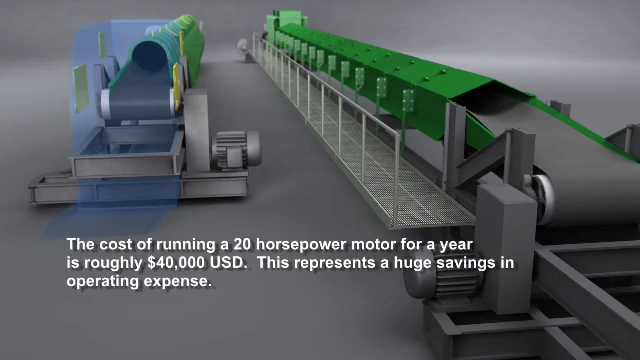 The cost of running a 20 horsepower motor for a year
is roughly $40,000 USD.  This represents a huge savings in
operating expense.